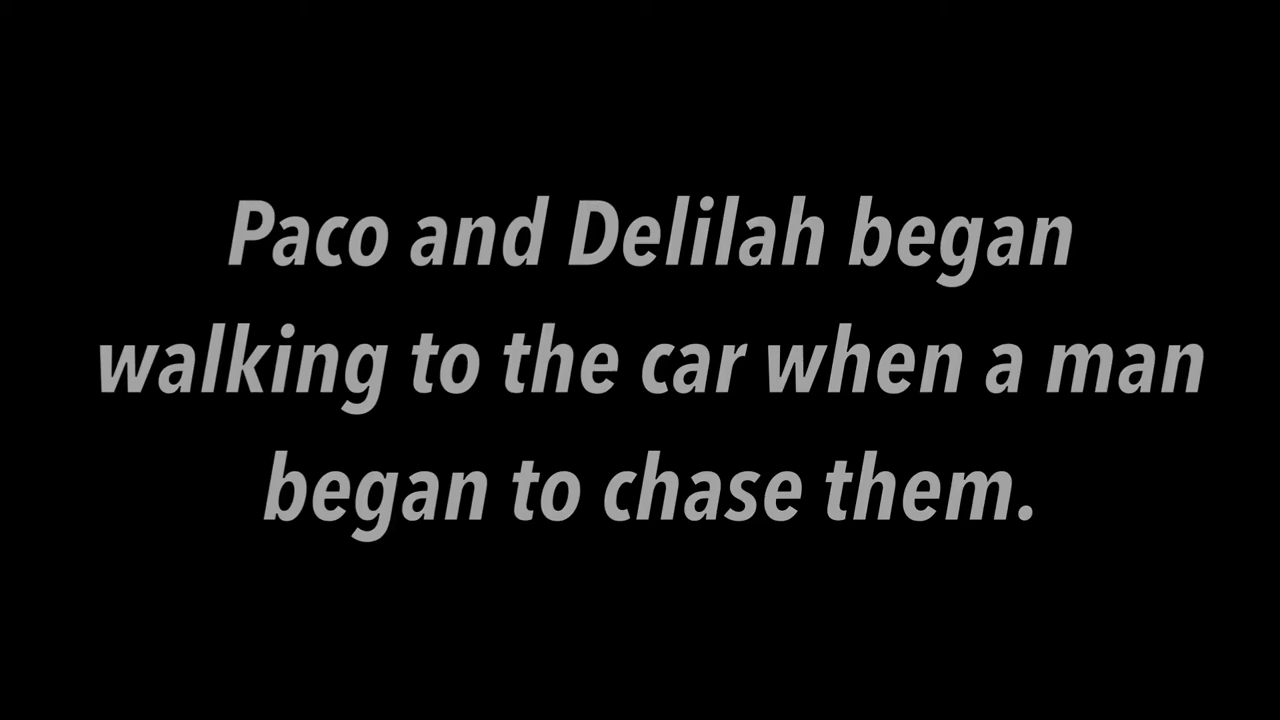 Paco and Delilah began
walking to the car when a man
began to chase them.